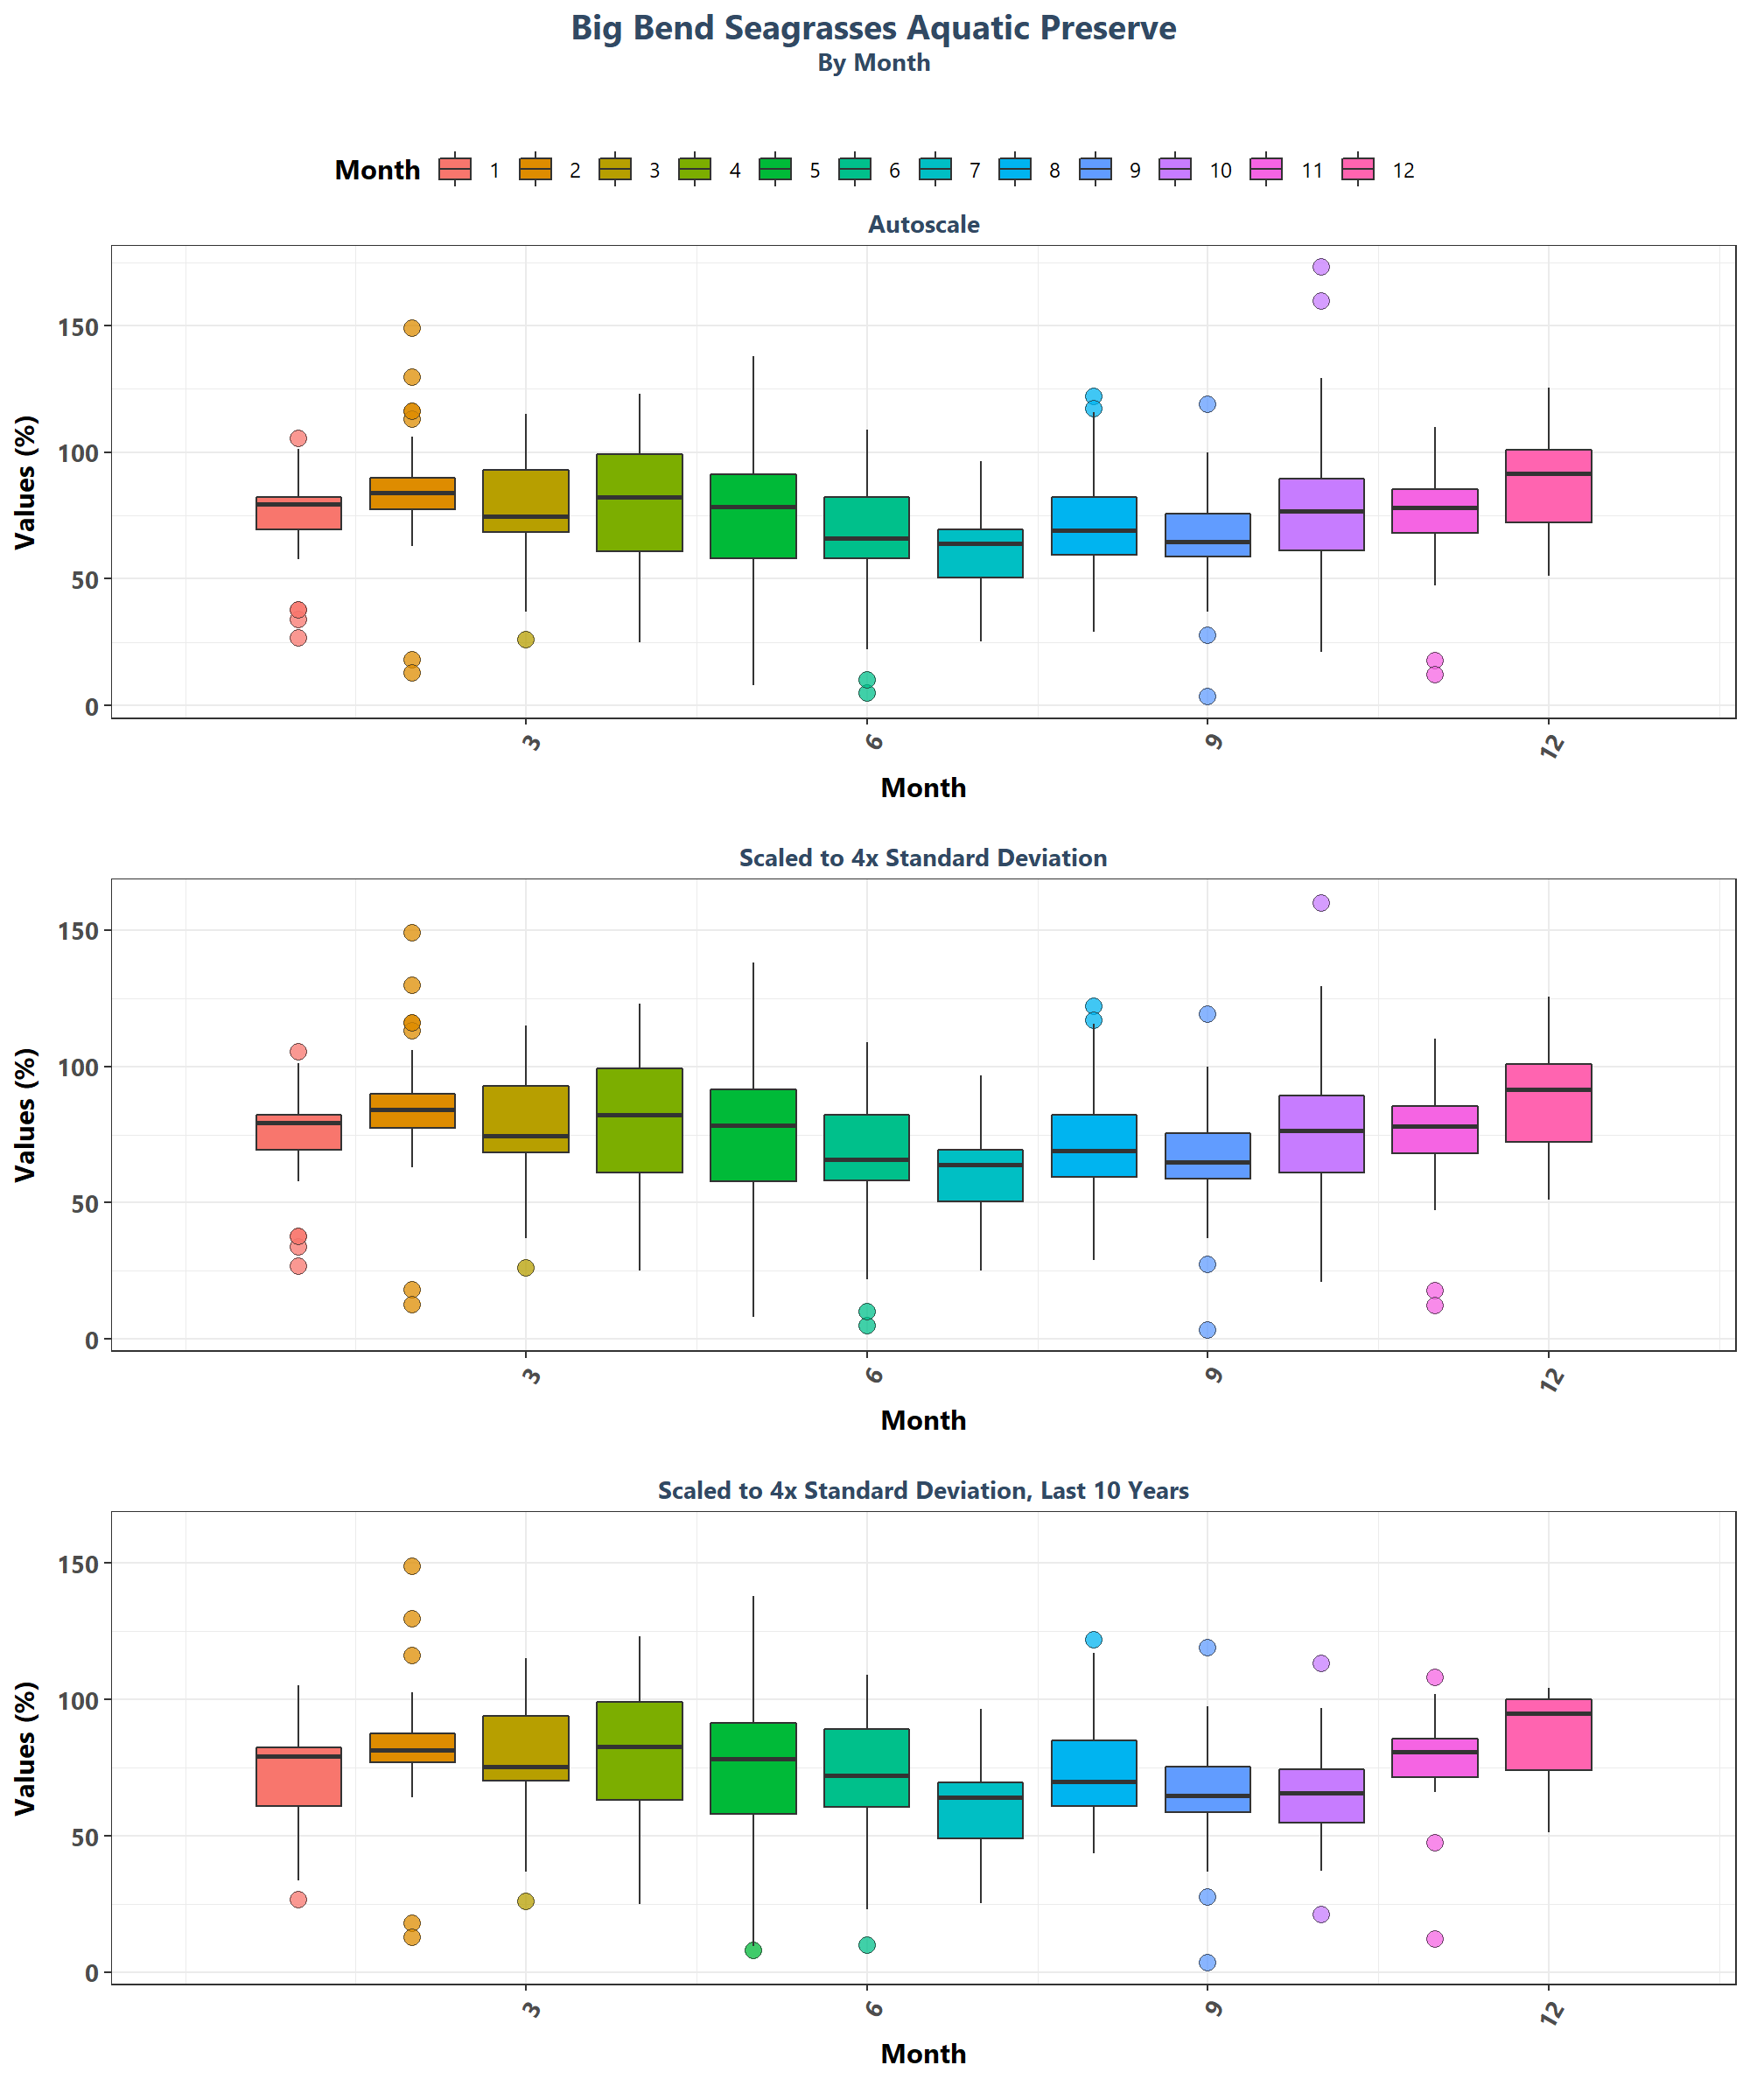 Big Bend Seagrasses Aquatic Preserve
By Month
Month 1 2 3 4 5 6 7 8 9 10 11 12
Autoscale
Values (%)
150
100
50
0
3 6 9 12
Month
Scaled to 4x Standard Deviation
Values (%)
150
100
50
0
3 6 9 12
Month
Scaled to 4x Standard Deviation, Last 10 Years
Values (%)
150
100
50
0
3 6 9 12
Month